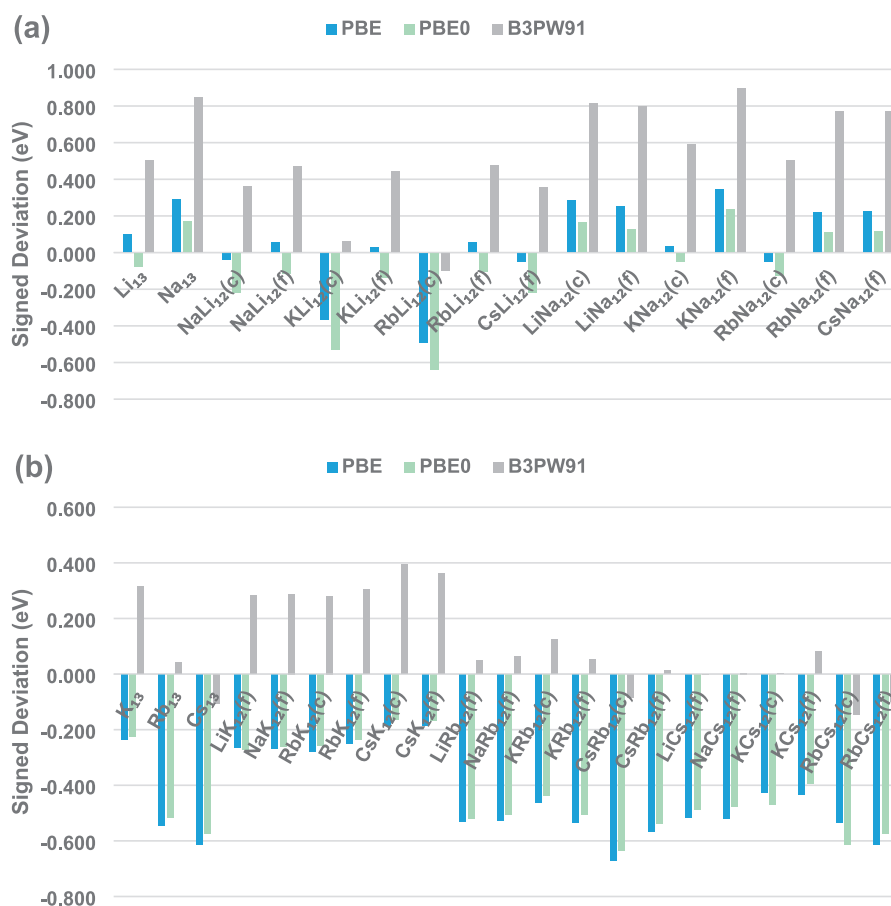 (a)
PBE PBE0 B3PW91
Signed Deviation (eV)
1.000
0.800
0.600
0.400
0.200
0.000
-0.200
-0.400
-0.600
-0.800
Li₁₃
Na₁₃
NaLi₁₂(c)
NaLi₁₂(f)
KLi₁₂(c)
KLi₁₂(f)
RbLi₁₂(c)
RbLi₁₂(f)
CsLi₁₂(f)
LiNa₁₂(c)
LiNa₁₂(f)
KNa₁₂(c)
KNa₁₂(f)
RbNa₁₂(c)
RbNa₁₂(f)
CsNa₁₂(f)
(b)
PBE PBE0 B3PW91
Signed Deviation (eV)
0.600
0.400
0.200
0.000
-0.200
-0.400
-0.600
-0.800
K₁₃
Rb₁₃
Cs₁₃
LiK₁₂(f)
NaK₁₂(f)
RbK₁₂(c)
RbK₁₂(f)
CsK₁₂(c)
CsK₁₂(f)
LiRb₁₂(f)
NaRb₁₂(f)
KRb₁₂(c)
KRb₁₂(f)
CsRb₁₂(c)
CsRb₁₂(f)
LiCs₁₂(f)
NaCs₁₂(f)
KCs₁₂(c)
KCs₁₂(f)
RbCs₁₂(c)
RbCs₁₂(f)